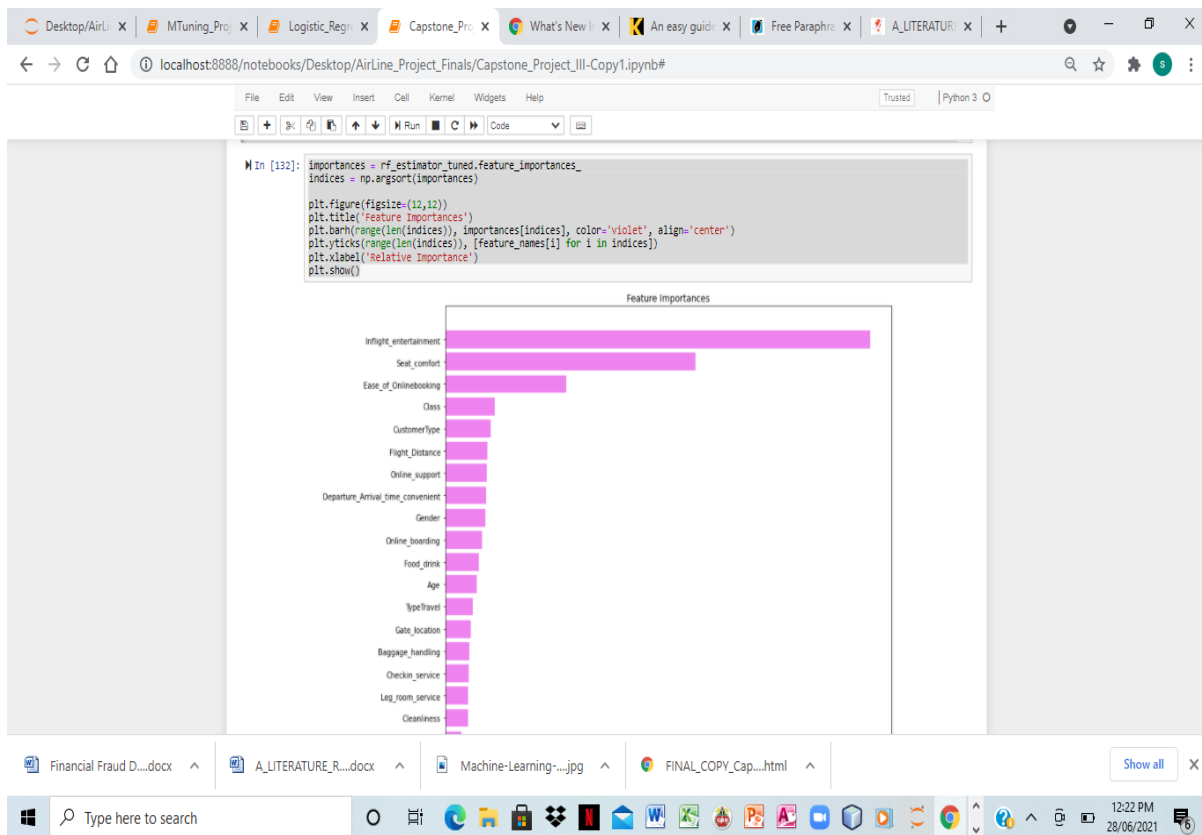 Desktop/AirLi
MTuning_Proj
Logistic_Regre
Capstone_Pro
What's New In
An easy guide
Free Paraphra
A_LITERATURE
localhost:8888/notebooks/Desktop/AirLine_Project_Finals/Capstone_Project_III-Copy1.ipynb#
S
File Edit View Insert Cell Kernel Widgets Help
Trusted
Python 3
Run
Code
In [132]:
importances = rf_estimator_tuned.feature_importances_
indices = np.argsort(importances)
plt.figure(figsize=(12,12))
plt.title('Feature Importances')
plt.barh(range(len(indices)), importances[indices], color='violet', align='center')
plt.yticks(range(len(indices)), [feature_names[i] for i in indices])
plt.xlabel('Relative Importance')
plt.show()
Feature Importances
Inflight_entertainment
Seat_comfort
Ease_of_Onlinebooking
Class
CustomerType
Flight_Distance
Online_support
Departure_Arrival_time_convenient
Gender
Online_boarding
Food_drink
Age
TypeTravel
Gate_location
Baggage_handling
Checkin_service
Leg_room_service
Cleanliness
Financial Fraud D....docx
A_LITERATURE_R....docx
Machine-Learning-....jpg
FINAL_COPY_Cap....html
Show all
Type here to search
12:22 PM
28/06/2021